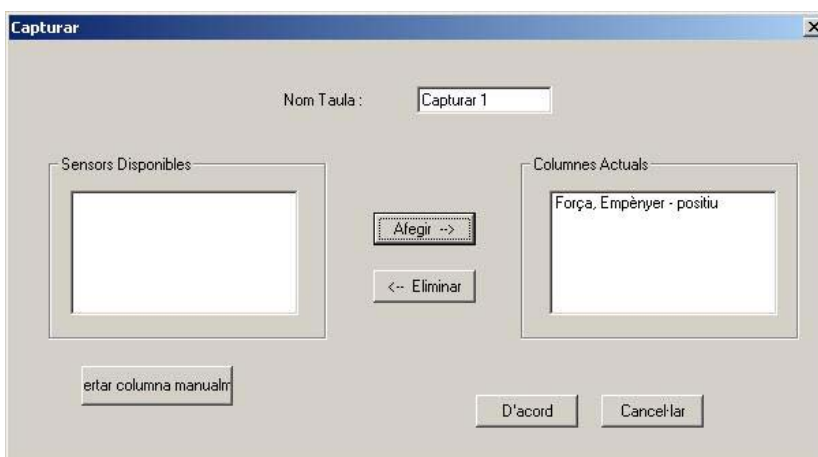 Capturar
Nom Taula :
Capturar 1
Sensors Disponibles
Columnes Actuals
Força, Empènyer - positiu
Afegir -->
<-- Eliminar
ertar columna manualm
D'acord
Cancel·lar